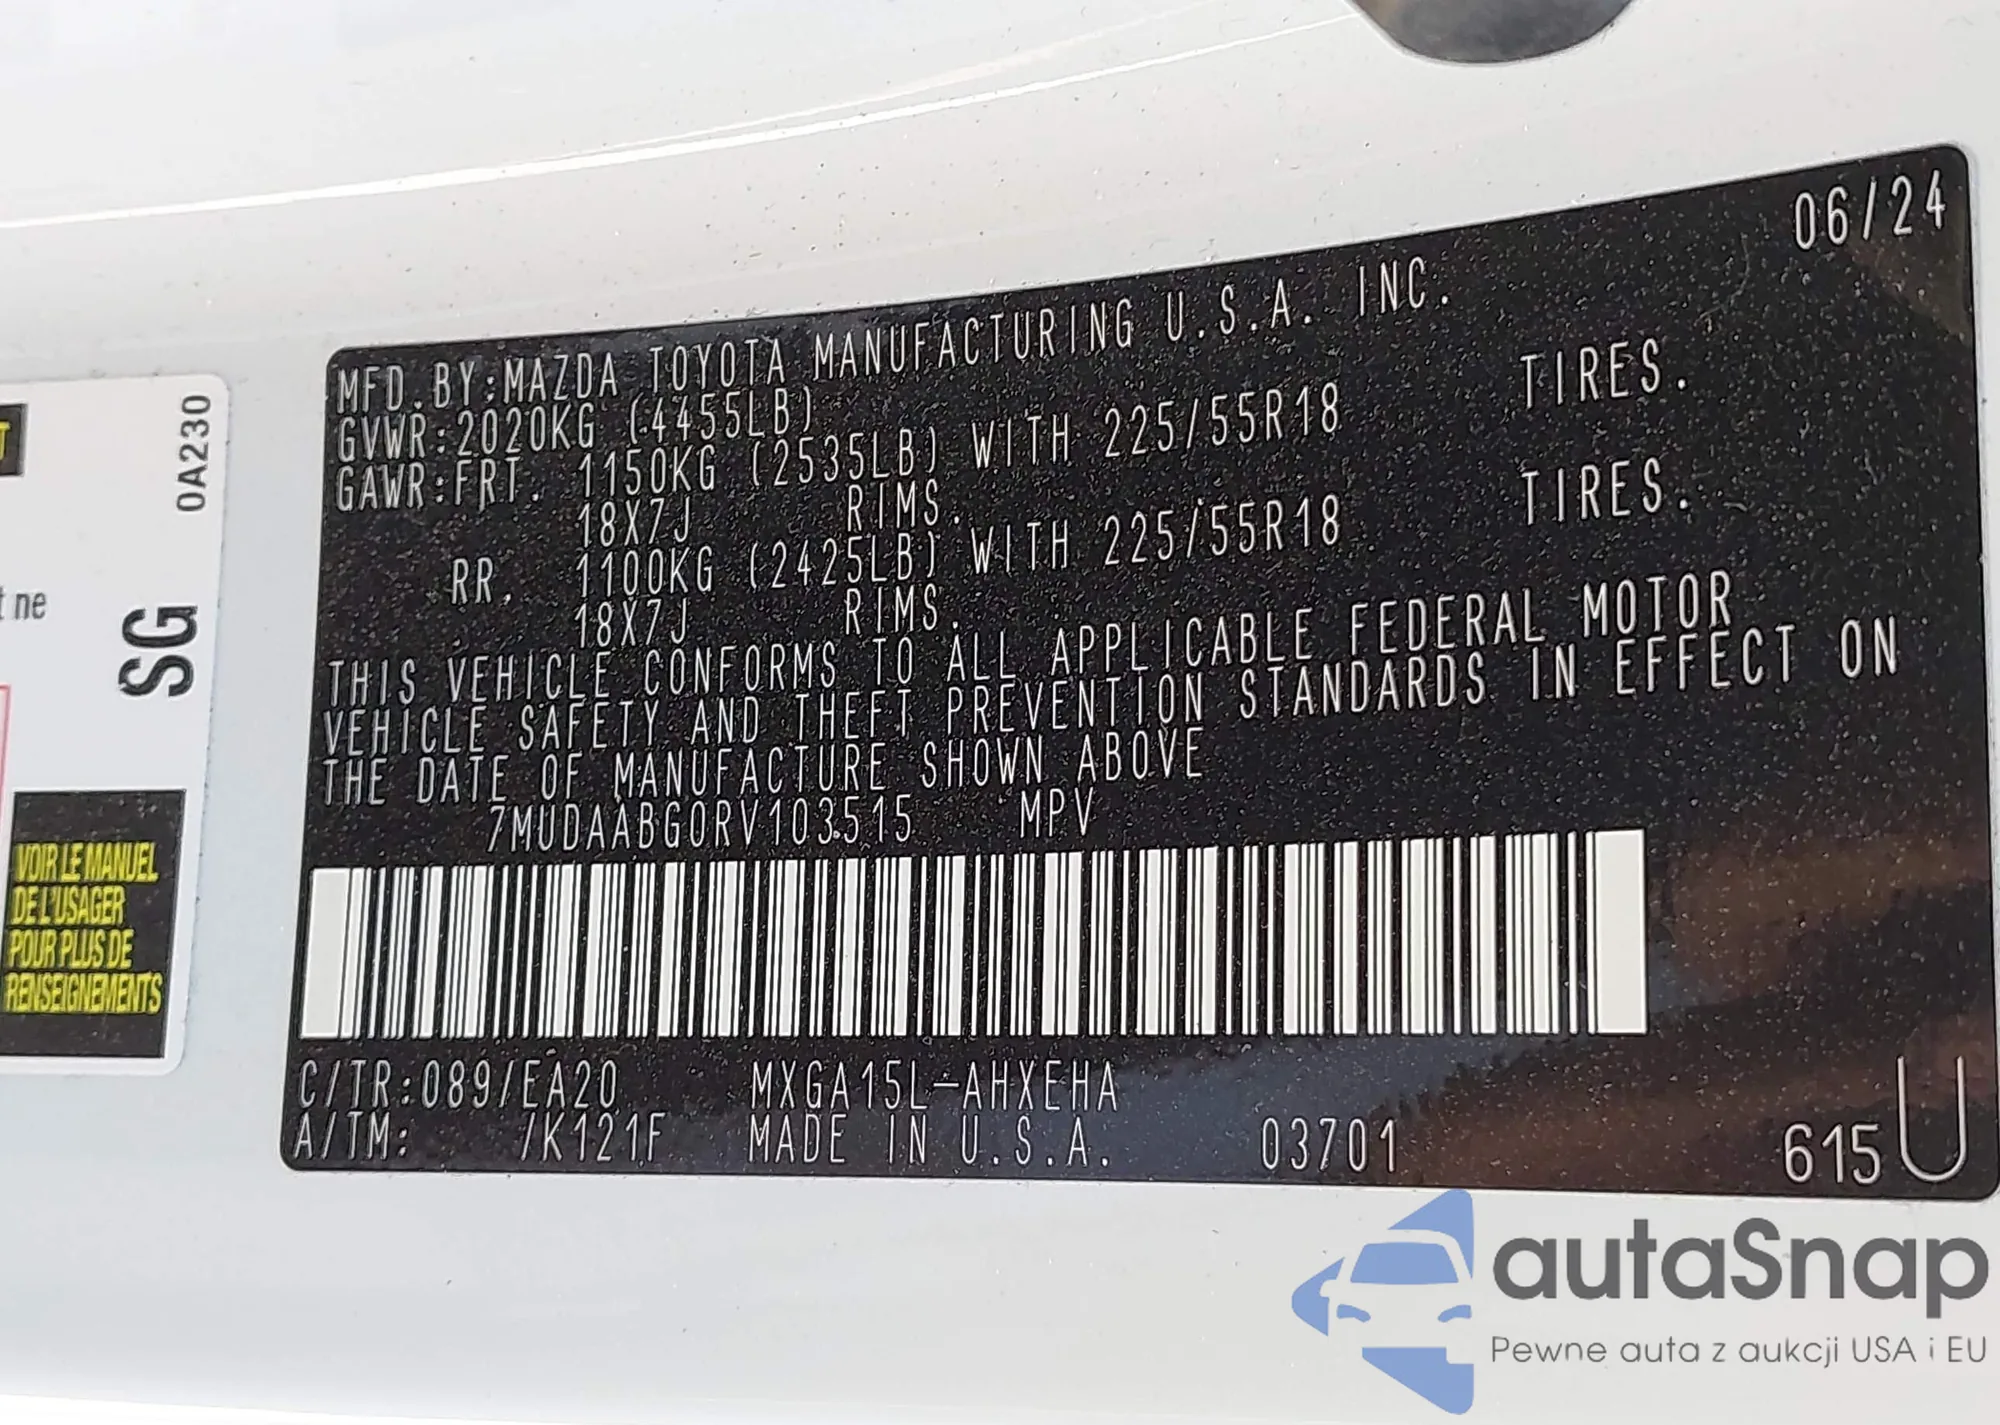 06/24
MFD. BY:MAZDA TOYOTA MANUFACTURING U.S.A. INC.
GVWR:2020KG (4455LB)
GAWR:FRT. 1150KG (2535LB) WITH 225/55R18 TIRES.
18X7J RIMS.
RR. 1100KG (2425LB) WITH 225/55R18 TIRES.
18X7J RIMS.
THIS VEHICLE CONFORMS TO ALL APPLICABLE FEDERAL MOTOR
VEHICLE SAFETY AND THEFT PREVENTION STANDARDS IN EFFECT ON
THE DATE OF MANUFACTURE SHOWN ABOVE
7MUDAABG0RV103515 MPV
C/TR:089/EA20 MXGA15L-AHXEHA
A/TM: /K121F MADE IN U.S.A. 03701 615U
0A230
SG
t ne
VOIR LE MANUEL
DE L'USAGER
POUR PLUS DE
RENSEIGNEMENTS
autaSnap
Pewne auta z aukcji USA i EU